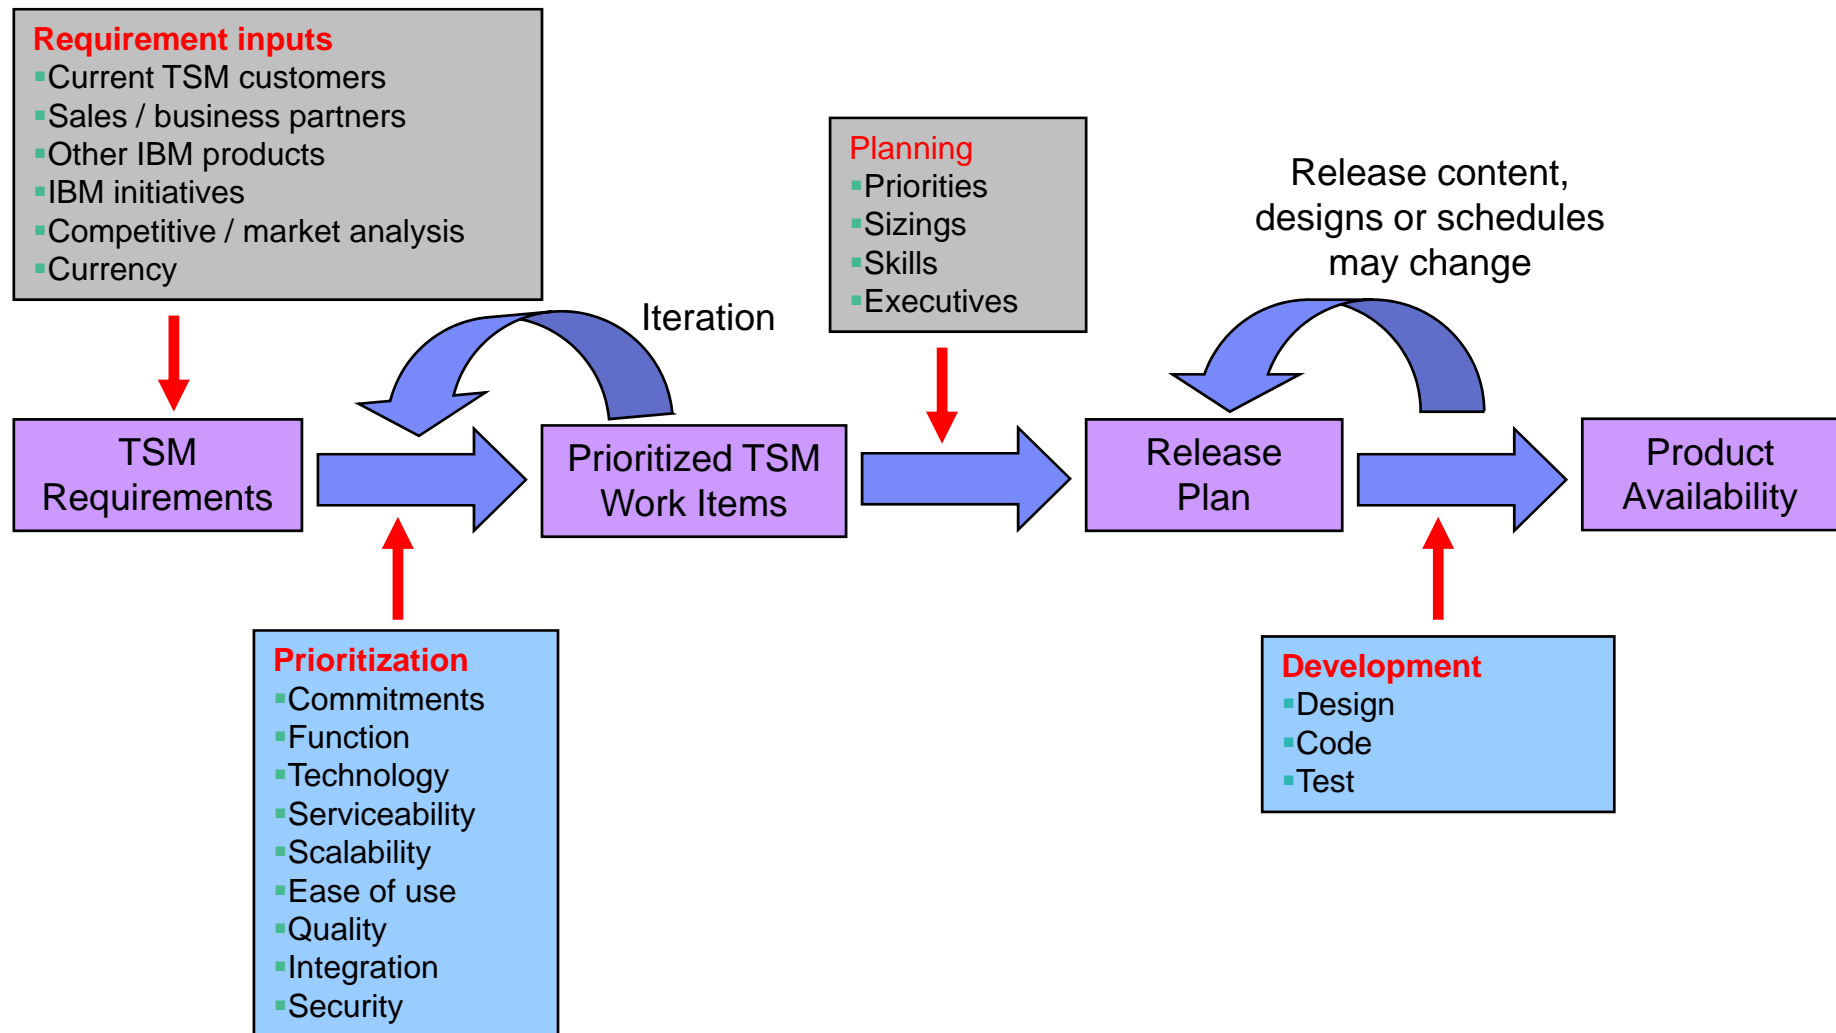 Requirement inputs
▪Current TSM customers
▪Sales / business partners
▪Other IBM products
▪IBM initiatives
▪Competitive / market analysis
▪Currency
Planning
▪Priorities
▪Sizings
▪Skills
▪Executives
Release content,
designs or schedules
may change
Iteration
TSM
Requirements
Prioritized TSM
Work Items
Release
Plan
Product
Availability
Prioritization
▪Commitments
▪Function
▪Technology
▪Serviceability
▪Scalability
▪Ease of use
▪Quality
▪Integration
▪Security
Development
▪Design
▪Code
▪Test